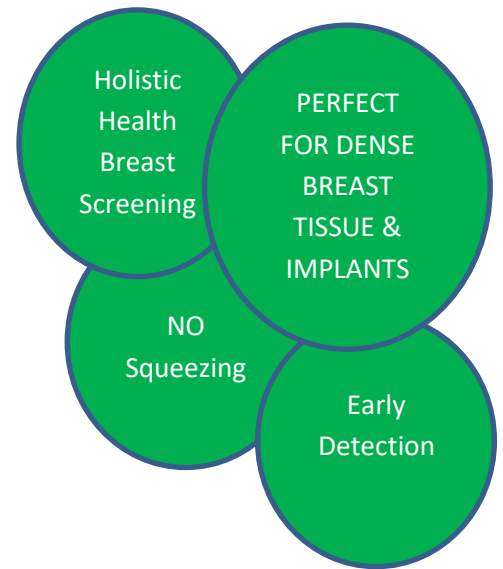 Holistic
Health
Breast
Screening
PERFECT
FOR DENSE
BREAST
TISSUE &
IMPLANTS
NO
Squeezing
Early
Detection